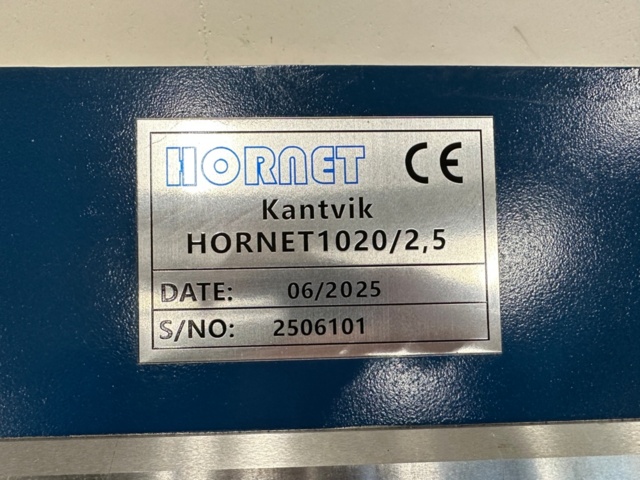 HORNET CE
Kantvik
HORNET1020/2,5
DATE: 06/2025
S/NO: 2506101